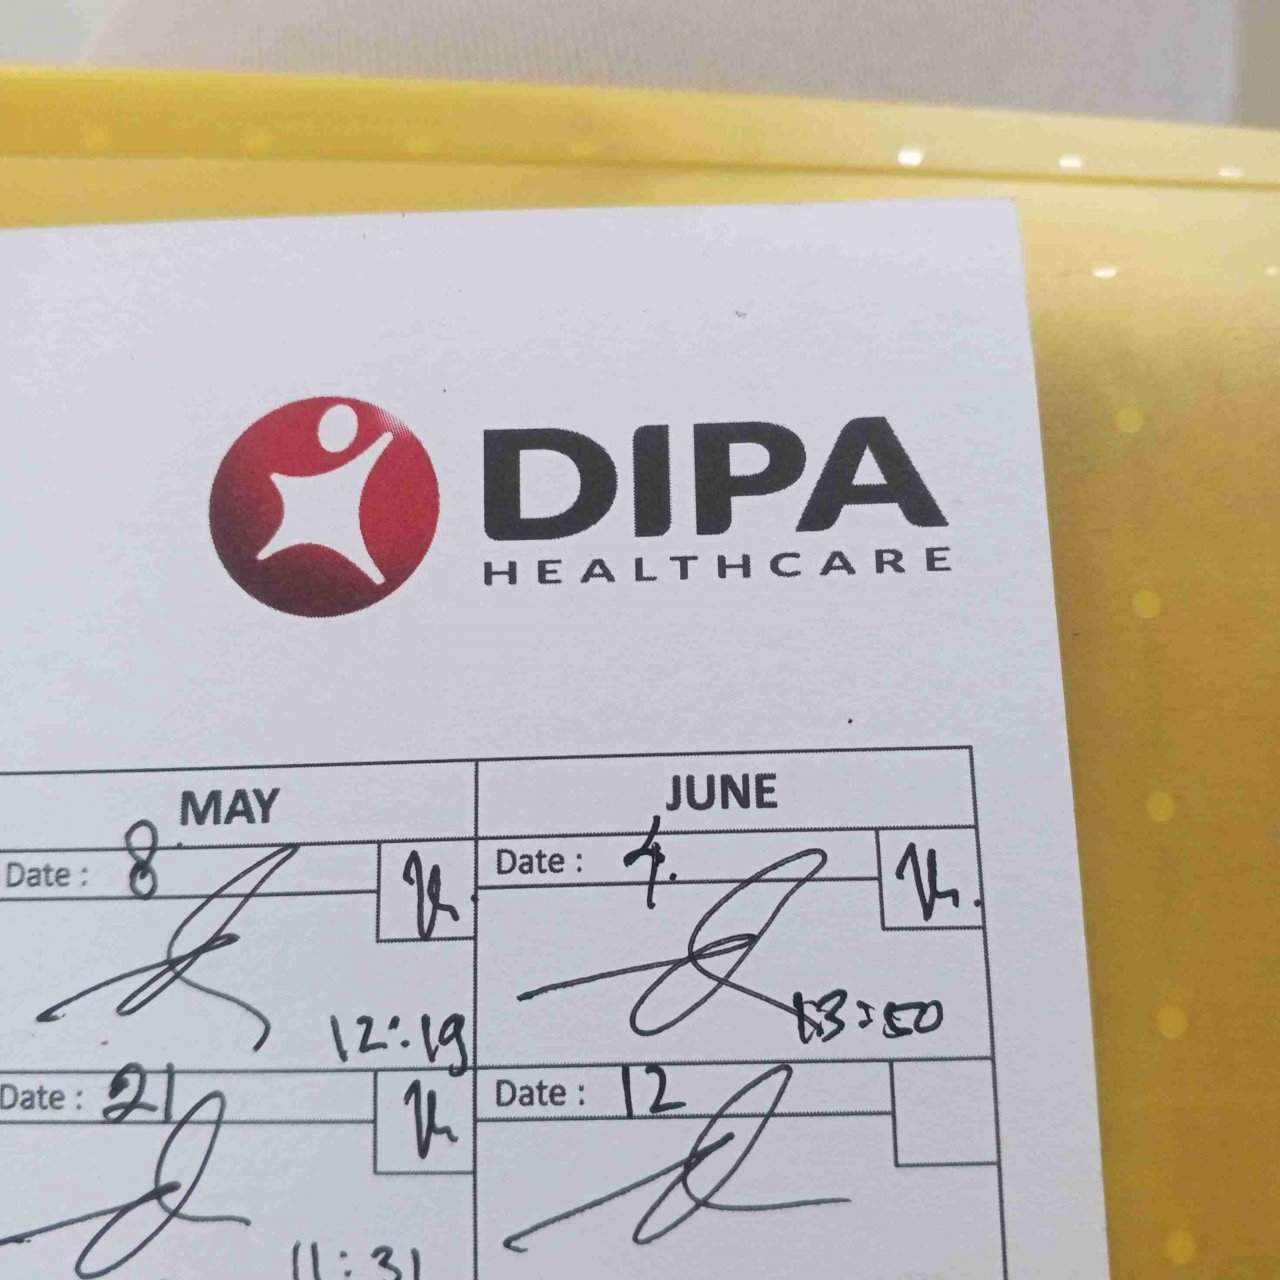 DIPA
HEALTHCARE
MAY JUNE
Date : 8 Date : 4.
12:19 13:50
Date : 21 Date : 12
11:31